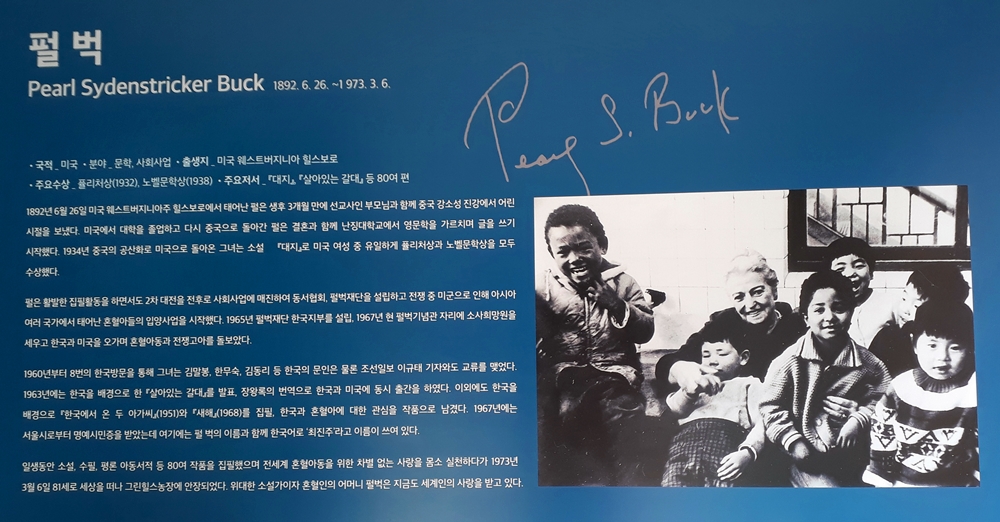 펄 벅
Pearl Sydenstricker Buck 1892. 6. 26. ~1973. 3. 6.
Pearl S. Buck
• 국적 _ 미국 • 분야 _ 문학, 사회사업 • 출생지 _ 미국 웨스트버지니아 힐스보로
• 주요수상 _ 퓰리처상(1932), 노벨문학상(1938) • 주요저서 _ 『대지』, 『살아있는 갈대』 등 80여 편
1892년 6월 26일 미국 웨스트버지니아주 힐스보로에서 태어난 펄은 생후 3개월 만에 선교사인 부모님과 함께 중국 강소성 진강에서 어린
시절을 보냈다. 미국에서 대학을 졸업하고 다시 중국으로 돌아간 펄은 결혼과 함께 난징대학교에서 영문학을 가르치며 글을 쓰기
시작했다. 1934년 중국의 공산화로 미국으로 돌아온 그녀는 소설 『대지』로 미국 여성 중 유일하게 퓰리처상과 노벨문학상을 모두
수상했다.
펄은 활발한 집필활동을 하면서도 2차 대전을 전후로 사회사업에 매진하여 동서협회, 펄벅재단을 설립하고 전쟁 중 미군으로 인해 아시아
여러 국가에서 태어난 혼혈아들의 입양사업을 시작했다. 1965년 펄벅재단 한국지부를 설립, 1967년 현 펄벅기념관 자리에 소사희망원을
세우고 한국과 미국을 오가며 혼혈아동과 전쟁고아를 돌보았다.
1960년부터 8번의 한국방문을 통해 그녀는 김말봉, 한무숙, 김동리 등 한국의 문인은 물론 조선일보 이규태 기자와도 교류를 맺었다.
1963년에는 한국을 배경으로 한 『살아있는 갈대』를 발표, 장왕록의 번역으로 한국과 미국에 동시 출간을 하였다. 이외에도 한국을
배경으로 『한국에서 온 두 아가씨』(1951)와 『새해』(1968)를 집필, 한국과 혼혈아에 대한 관심을 작품으로 남겼다. 1967년에는
서울시로부터 명예시민증을 받았는데 여기에는 펄 벅의 이름과 함께 한국어로 '최진주'라고 이름이 쓰여 있다.
일생동안 소설, 수필, 평론 아동서적 등 80여 작품을 집필했으며 전세계 혼혈아동을 위한 차별 없는 사랑을 몸소 실천하다가 1973년
3월 6일 81세로 세상을 떠나 그린힐스농장에 안장되었다. 위대한 소설가이자 혼혈인의 어머니 펄벅은 지금도 세계인의 사랑을 받고 있다.